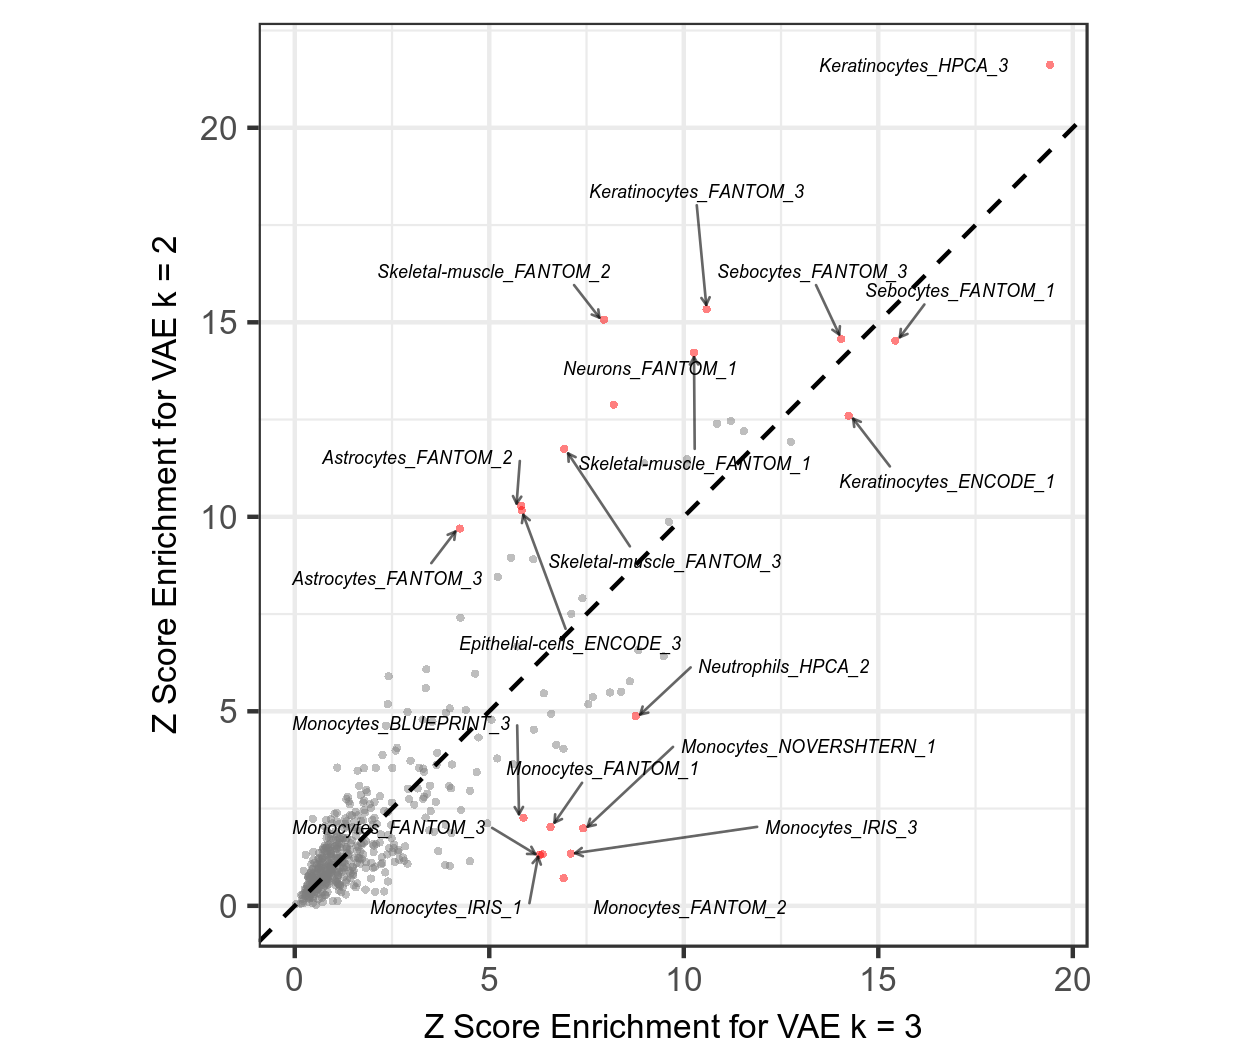 Keratinocytes_HPCA_3
20
Keratinocytes_FANTOM_3
Skeletal-muscle_FANTOM_2
Sebocytes_FANTOM_3
Sebocytes_FANTOM_1
15
Neurons_FANTOM_1
Astrocytes_FANTOM_2
Skeletal-muscle_FANTOM_1
Keratinocytes_ENCODE_1
10
Skeletal-muscle_FANTOM_3
Astrocytes_FANTOM_3
Epithelial-cells_ENCODE_3
Neutrophils_HPCA_2
5
Monocytes_BLUEPRINT_3
Monocytes_NOVERSHTERN_1
Monocytes_FANTOM_1
Monocytes_FANTOM_3
Monocytes_IRIS_3
0
Monocytes_IRIS_1
Monocytes_FANTOM_2
Z Score Enrichment for VAE k = 2
0 5 10 15 20
Z Score Enrichment for VAE k = 3